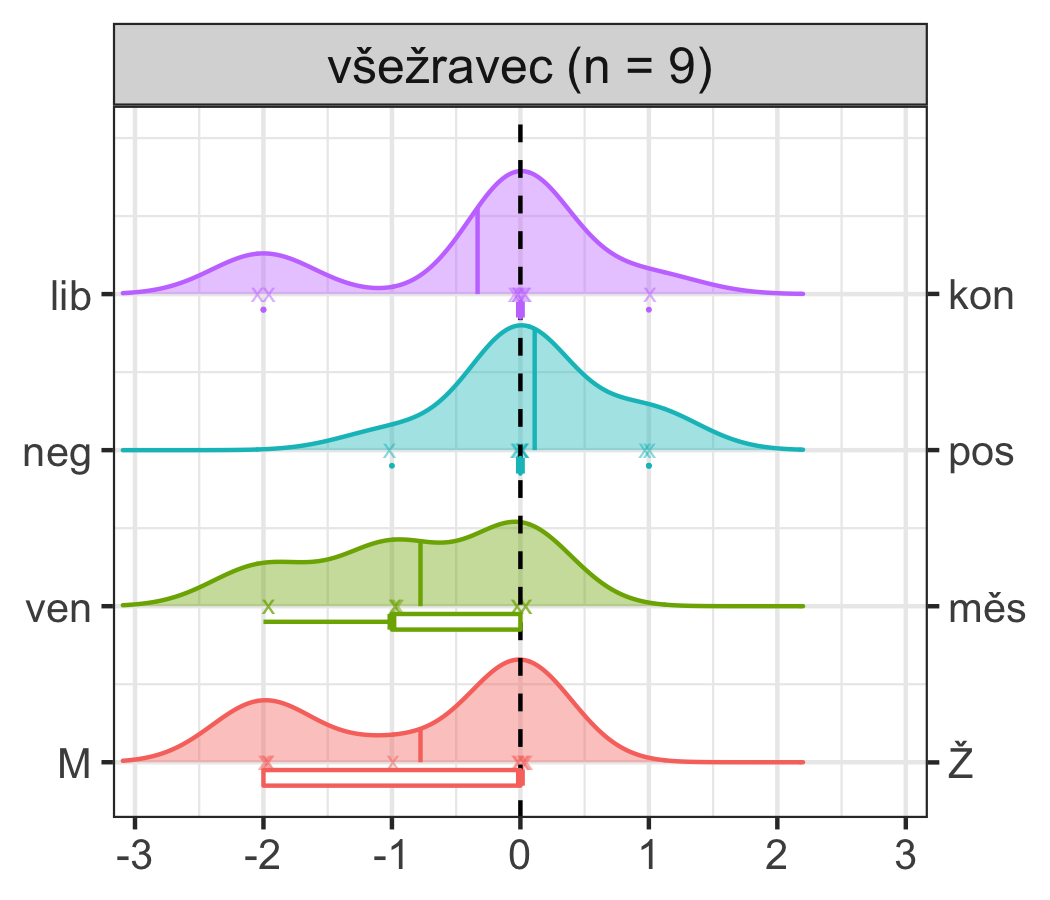 všežravec (n = 9)
lib kon
neg pos
ven měs
M Ž
-3 -2 -1 0 1 2 3